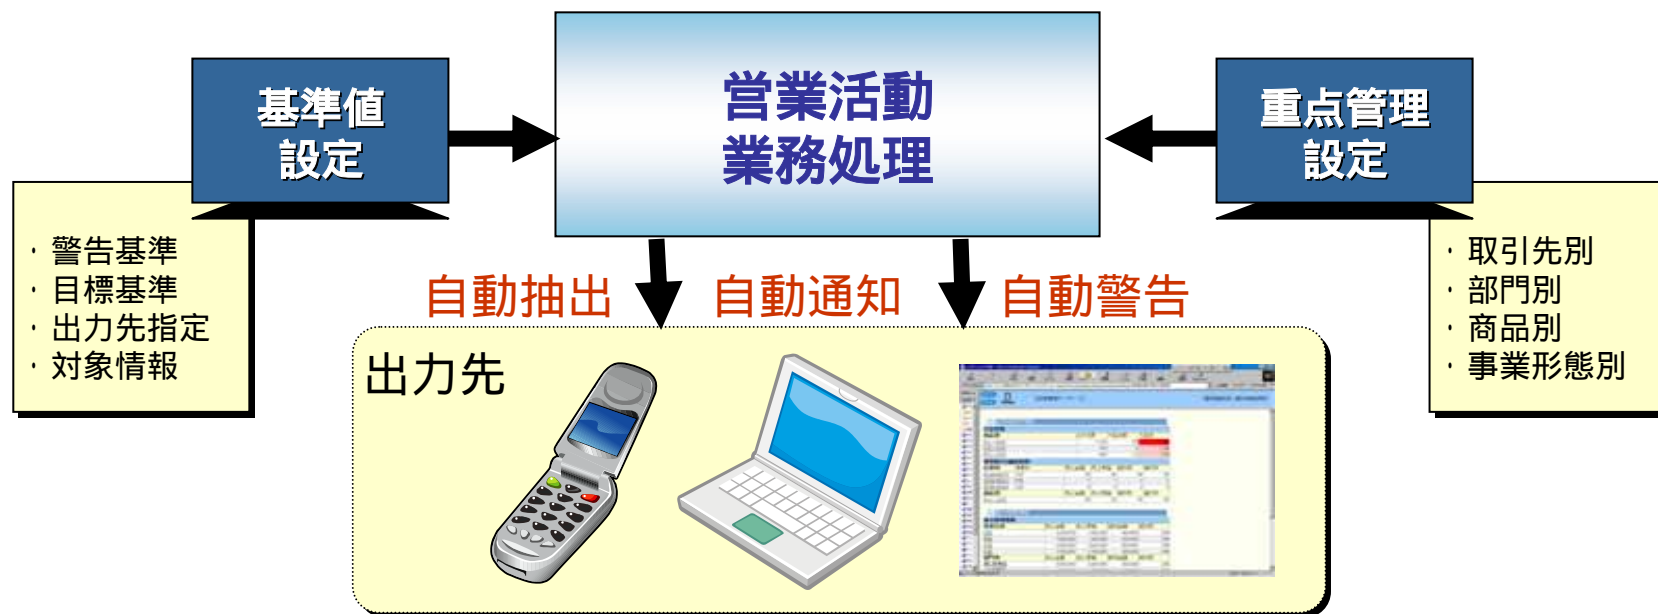 営業活動
業務処理
基準値
設定
重点管理
設定
・警告基準
・目標基準
・出力先指定
・対象情報
・取引先別
・部門別
・商品別
・事業形態別
自動抽出 自動通知 自動警告
出力先